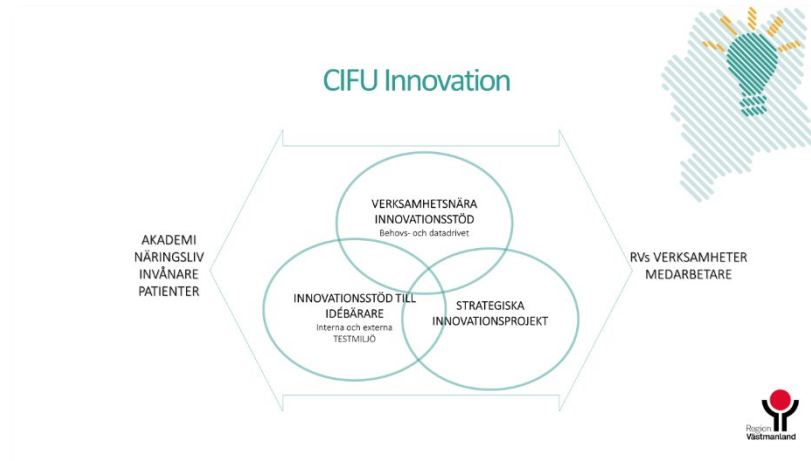 CIFU Innovation
VERKSAMHETSNÄRA
INNOVATIONSSTÖD
Behovs- och datadrivet
AKADEMI
NÄRINGSLIV
INVÅNARE
PATIENTER
INNOVATIONSSTÖD TILL
IDÉBÄRARE
Interna och externa
TESTMILJÖ
STRATEGISKA
INNOVATIONSPROJEKT
RVs VERKSAMHETER
MEDARBETARE
Region
Västmanland